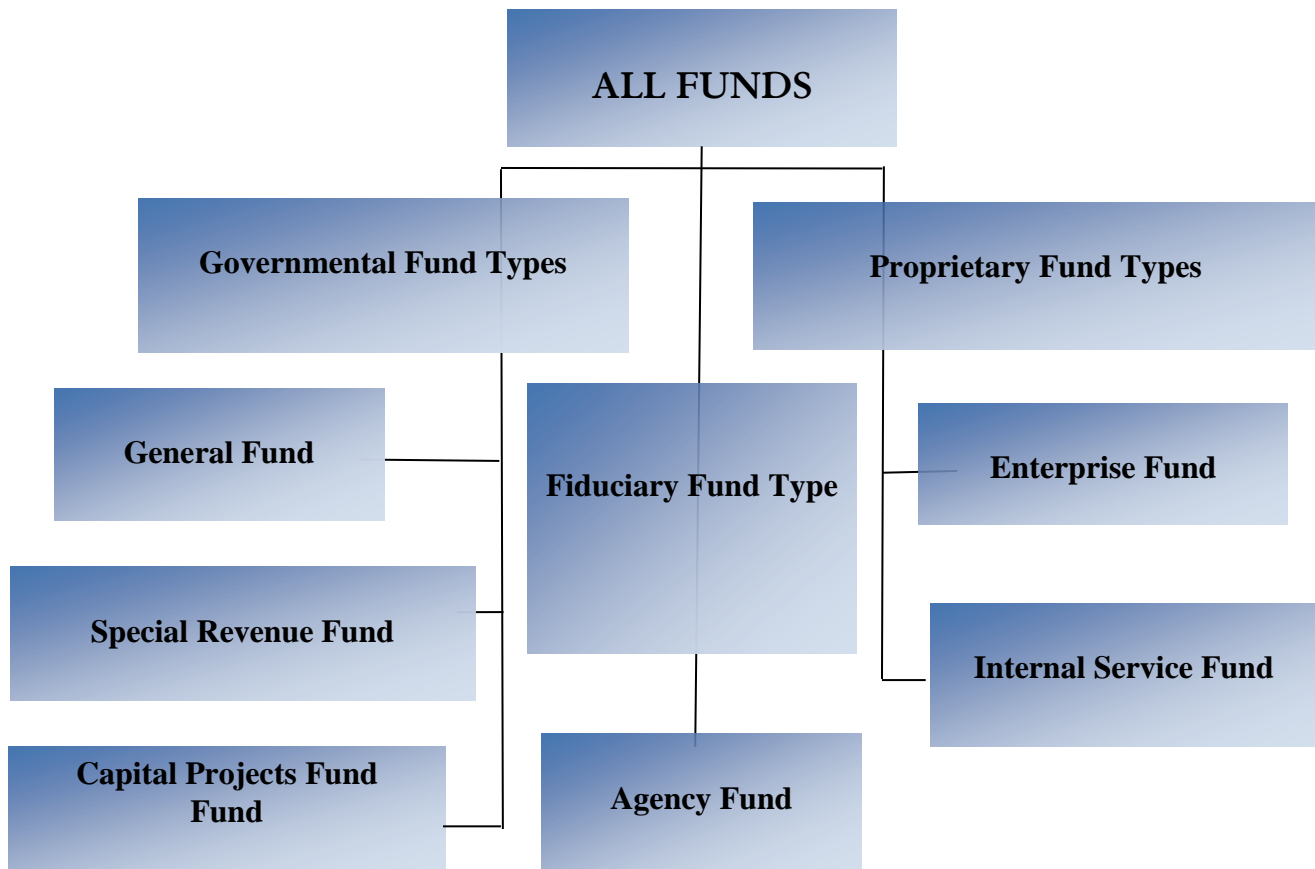 ALL FUNDS
Governmental Fund Types
Proprietary Fund Types
General Fund
Fiduciary Fund Type
Enterprise Fund
Special Revenue Fund
Internal Service Fund
Capital Projects Fund
Fund
Agency Fund